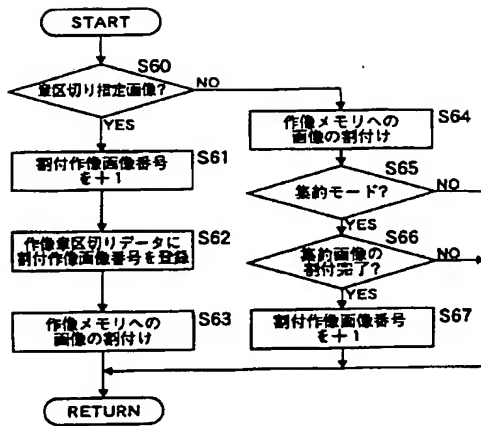 START
S60
章区切り指定画像?
NO
YES
S61
割付作像画像番号
を+1
S62
作像章区切りデータに
割付作像画像番号を登録
S63
作像メモリへの
画像の割付け
S64
作像メモリへの
画像の割付け
S65
集約モード?
NO
YES
S66
集約画像の
割付完了?
NO
YES
S67
割付作像画像番号
を+1
RETURN